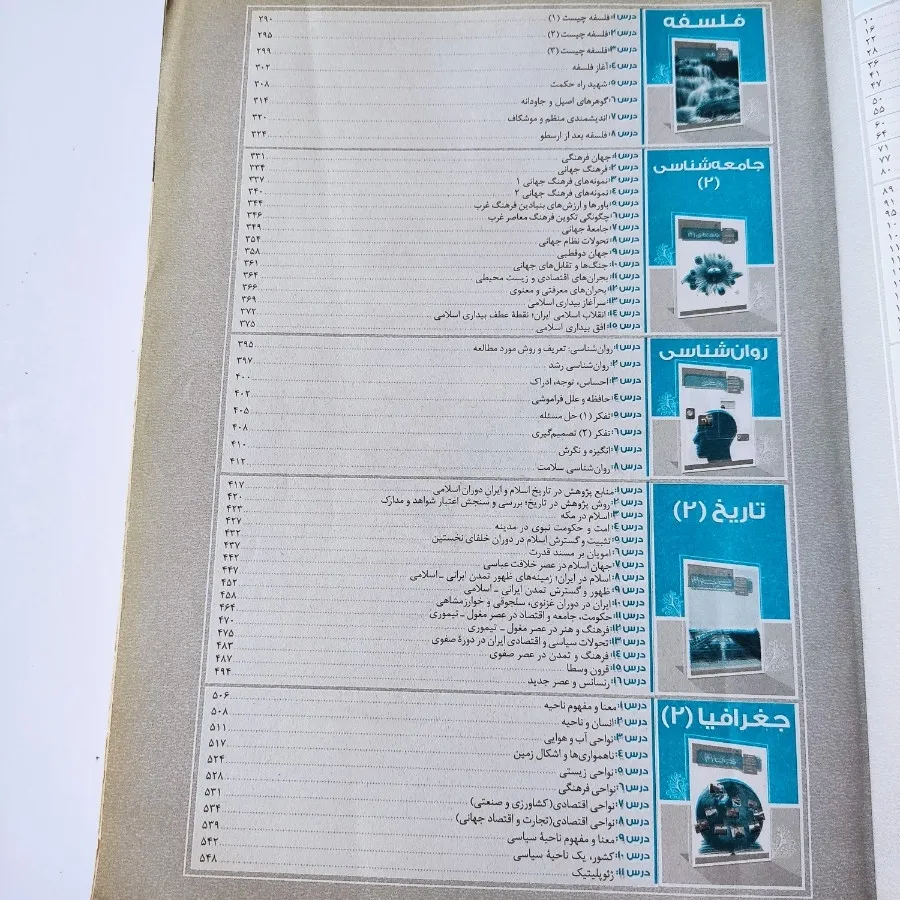 فلسفه
درس ۱: فلسفه چیست (۱) ۲۹۰
درس ۲: فلسفه چیست (۲) ۲۹۵
درس ۳: فلسفه چیست (۳) ۲۹۹
درس ۴: آغاز فلسفه ۳۰۲
درس ۵: شهید راه حکمت ۳۰۸
درس ۶: گوهرهای اصیل و جاودانه ۳۱۴
درس ۷: اندیشمندی منظم و موشکاف ۳۲۰
درس ۸: فلسفه بعد از ارسطو ۳۲۴
جامعه‌شناسی (۲)
درس ۱: جهان فرهنگی ۳۳۱
درس ۲: فرهنگ جهانی ۳۳۴
درس ۳: نمونه‌های فرهنگ جهانی ۱ ۳۳۷
درس ۴: نمونه‌های فرهنگ جهانی ۲ ۳۴۰
درس ۵: باورها و ارزش‌های بنیادین فرهنگ غرب ۳۴۴
درس ۶: چگونگی تکوین فرهنگ معاصر غرب ۳۴۶
درس ۷: جامعهٔ جهانی ۳۴۹
درس ۸: تحولات نظام جهانی ۳۵۴
درس ۹: جهان دوقطبی ۳۵۸
درس ۱۰: جنگ‌ها و تقابل‌های جهانی ۳۶۱
درس ۱۱: بحران‌های اقتصادی و زیست محیطی ۳۶۴
درس ۱۲: بحران‌های معرفتی و معنوی ۳۶۶
درس ۱۳: سرآغاز بیداری اسلامی ۳۶۹
درس ۱۴: انقلاب اسلامی ایران؛ نقطهٔ عطف بیداری اسلامی ۳۷۲
درس ۱۵: افق بیداری اسلامی ۳۷۵
روان‌شناسی
درس ۱: روان‌شناسی: تعریف و روش مورد مطالعه ۳۹۵
درس ۲: روان‌شناسی رشد ۳۹۷
درس ۳: احساس، توجه، ادراک ۴۰۰
درس ۴: حافظه و علل فراموشی ۴۰۲
درس ۵: تفکر (۱) حل مسئله ۴۰۵
درس ۶: تفکر (۲) تصمیم‌گیری ۴۰۸
درس ۷: انگیزه و نگرش ۴۱۰
درس ۸: روان‌شناسی سلامت ۴۱۲
تاریخ (۲)
درس ۱: منابع پژوهش در تاریخ اسلام و ایران دوران اسلامی ۴۱۷
درس ۲: روش پژوهش در تاریخ؛ بررسی و سنجش اعتبار شواهد و مدارک ۴۲۰
درس ۳: اسلام در مکه ۴۲۳
درس ۴: امت و حکومت نبوی در مدینه ۴۲۷
درس ۵: تثبیت و گسترش اسلام در دوران خلفای نخستین ۴۳۲
درس ۶: امویان بر مسند قدرت ۴۳۷
درس ۷: جهان اسلام در عصر خلافت عباسی ۴۴۲
درس ۸: اسلام در ایران؛ زمینه‌های ظهور تمدن ایرانی ـ اسلامی ۴۴۷
درس ۹: ظهور و گسترش تمدن ایرانی ـ اسلامی ۴۵۲
درس ۱۰: ایران در دوران غزنوی، سلجوقی و خوارزمشاهی ۴۵۸
درس ۱۱: حکومت، جامعه و اقتصاد در عصر مغول ـ تیموری ۴۶۴
درس ۱۲: فرهنگ و هنر در عصر مغول ـ تیموری ۴۷۰
درس ۱۳: تحولات سیاسی و اقتصادی ایران در دورهٔ صفوی ۴۷۵
درس ۱۴: فرهنگ و تمدن در عصر صفوی ۴۸۳
درس ۱۵: قرون وسطا ۴۸۷
درس ۱۶: رنسانس و عصر جدید ۴۹۴
جغرافیا (۲)
درس ۱: معنا و مفهوم ناحیه ۵۰۶
درس ۲: انسان و ناحیه ۵۰۸
درس ۳: نواحی آب و هوایی ۵۱۱
درس ۴: ناهمواری‌ها و اشکال زمین ۵۱۷
درس ۵: نواحی زیستی ۵۲۴
درس ۶: نواحی فرهنگی ۵۲۸
درس ۷: نواحی اقتصادی (کشاورزی و صنعتی) ۵۳۱
درس ۸: نواحی اقتصادی (تجارت و اقتصاد جهانی) ۵۳۴
درس ۹: معنا و مفهوم ناحیهٔ سیاسی ۵۳۹
درس ۱۰: کشور، یک ناحیهٔ سیاسی ۵۴۲
درس ۱۱: ژئوپلیتیک ۵۴۸
۱۰
۱۶
۲۲
۲۸
۳۶
۴۱
۴۷
۵۰
۵۵
۶۰
۶۴
۷۱
۷۷
۸۰
۸۹
۹۱
۹۵